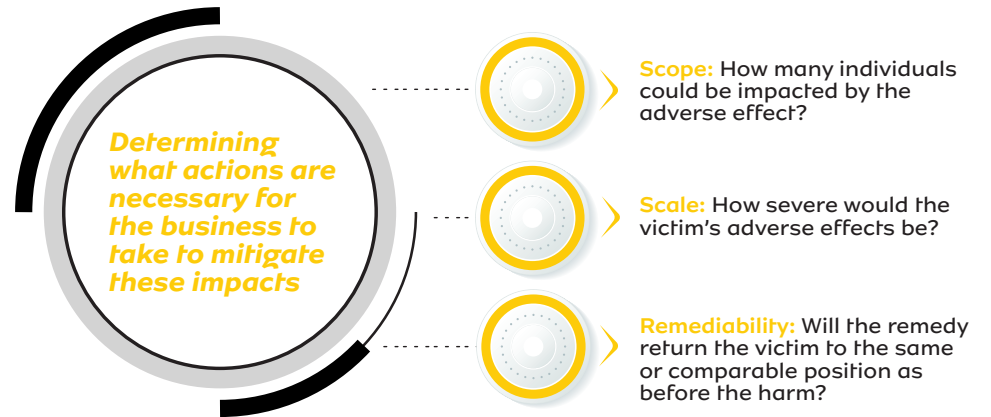 Determining
what actions are
necessary for
the business to
take to mitigate
these impacts
Scope: How many individuals
could be impacted by the
adverse effect?
Scale: How severe would the
victim's adverse effects be?
Remediability: Will the remedy
return the victim to the same
or comparable position as
before the harm?